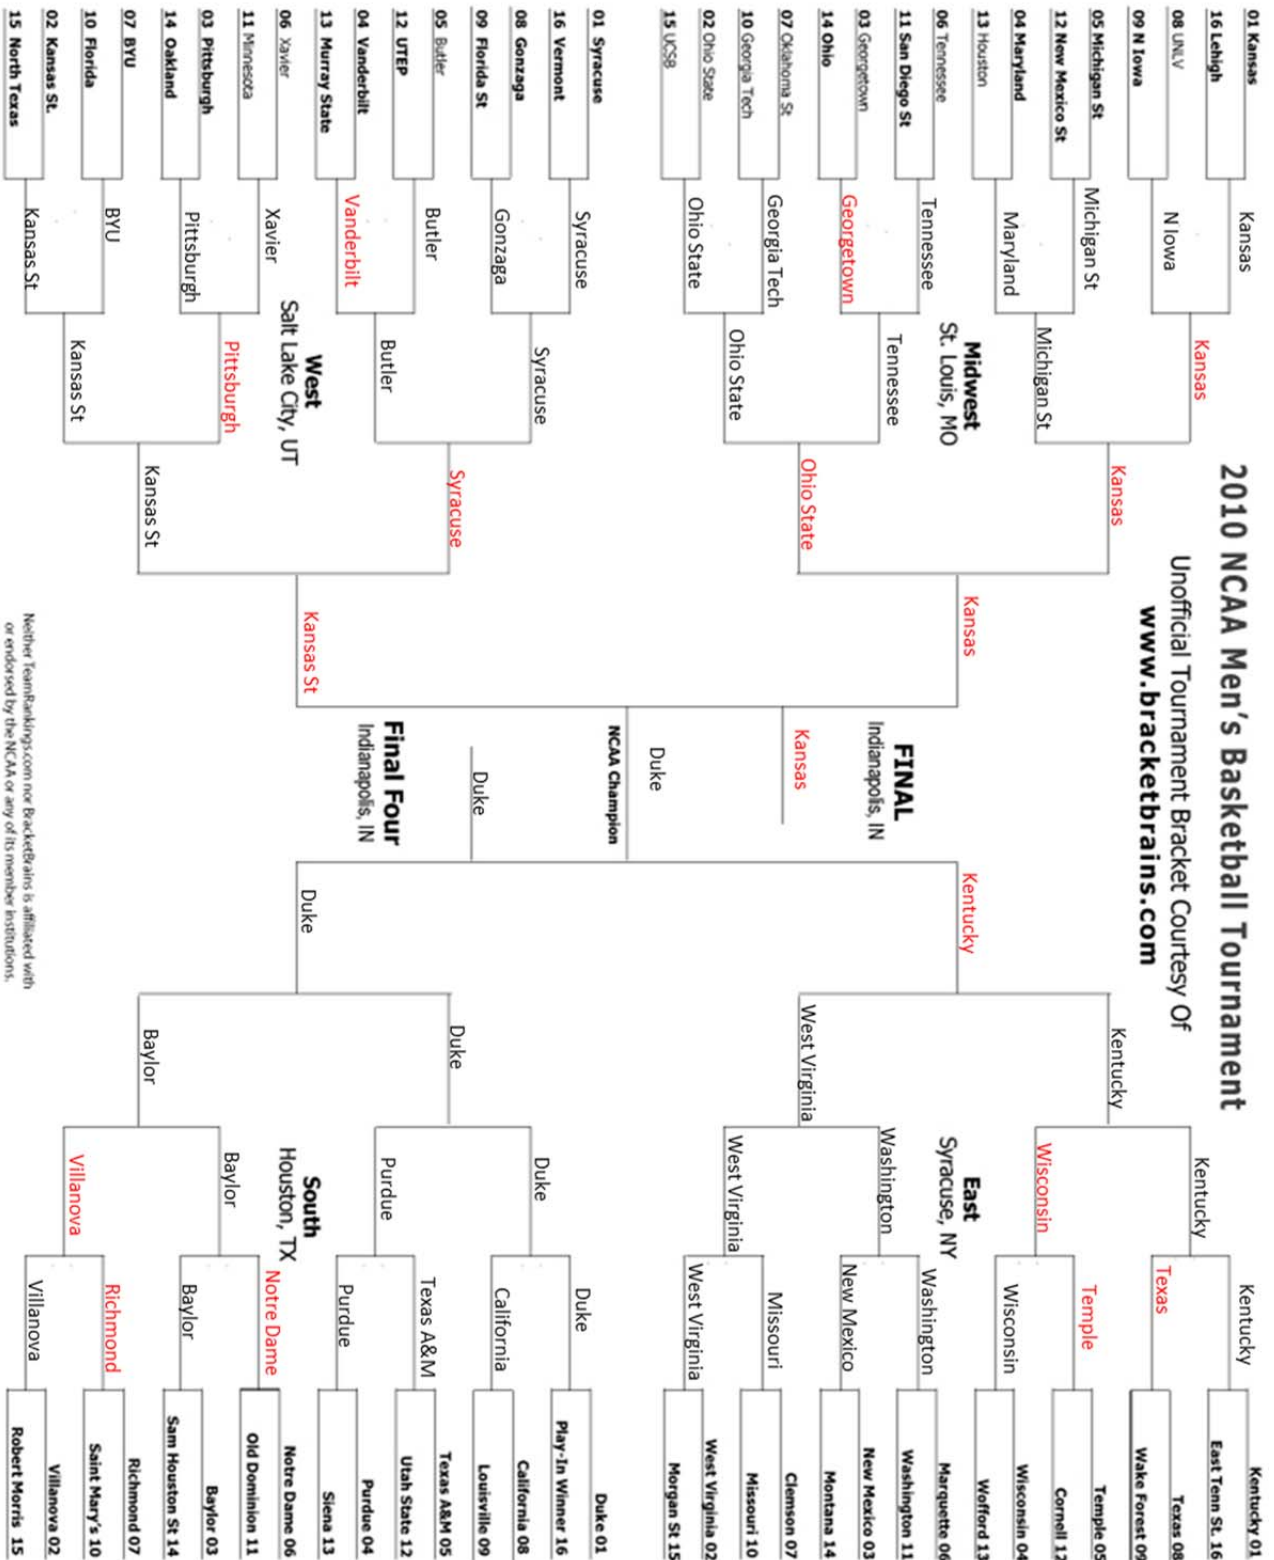 2010 NCAA Men's Basketball Tournament
Unofficial Tournament Bracket Courtesy Of
www.bracketbrains.com
01 Kansas
16 Lehigh
08 UNLV
09 N Iowa
05 Michigan St
12 New Mexico St
04 Maryland
13 Houston
06 Tennessee
11 San Diego St
03 Georgetown
14 Ohio
07 Oklahoma St
10 Georgia Tech
02 Ohio State
15 UCSB
Kansas
N Iowa
Michigan St
Maryland
Tennessee
Georgetown
Georgia Tech
Ohio State
Kansas
Michigan St
Tennessee
Ohio State
Midwest
St. Louis, MO
Kansas
Ohio State
Kansas
01 Syracuse
16 Vermont
08 Gonzaga
09 Florida St
05 Butler
12 UTEP
04 Vanderbilt
13 Murray State
06 Xavier
11 Minnesota
03 Pittsburgh
14 Oakland
07 BYU
10 Florida
02 Kansas St.
15 North Texas
Syracuse
Gonzaga
Butler
Vanderbilt
Xavier
Pittsburgh
BYU
Kansas St
Syracuse
Butler
Pittsburgh
Kansas St
West
Salt Lake City, UT
Syracuse
Kansas St
Kansas St
FINAL
Indianapolis, IN
Kansas
Duke
NCAA Champion
Duke
Final Four
Indianapolis, IN
Kentucky
Duke
Kentucky
West Virginia
Kentucky
Wisconsin
Washington
West Virginia
East
Syracuse, NY
Kentucky
Texas
Temple
Wisconsin
Washington
New Mexico
Missouri
West Virginia
Kentucky 01
East Tenn St. 16
Texas 08
Wake Forest 09
Temple 05
Cornell 12
Wisconsin 04
Wofford 13
Marquette 06
Washington 11
New Mexico 03
Montana 14
Clemson 07
Missouri 10
West Virginia 02
Morgan St 15
Duke
Baylor
Duke
Purdue
Baylor
Villanova
South
Houston, TX
Duke
California
Texas A&M
Purdue
Notre Dame
Baylor
Richmond
Villanova
Duke 01
Play-In Winner 16
California 08
Louisville 09
Texas A&M 05
Utah State 12
Purdue 04
Siena 13
Notre Dame 06
Old Dominion 11
Baylor 03
Sam Houston St 14
Richmond 07
Saint Mary's 10
Villanova 02
Robert Morris 15
Neither TeamRankings.com nor BracketBrains is affiliated with
or endorsed by the NCAA or any of its member institutions.